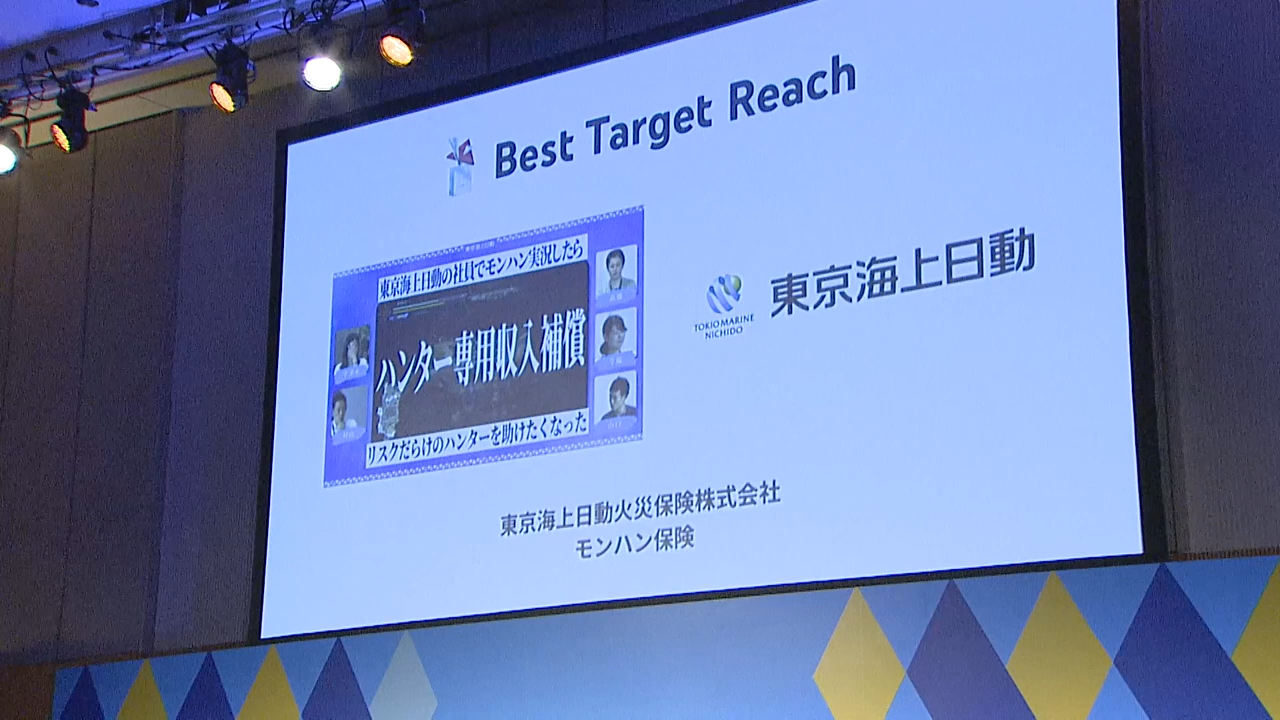 Best Target Reach
東京海上日動の社員でモンハン実況したら
ハンター専用収入補償
リスクだらけのハンターを助けたくなった
TOKIO MARINE
NICHIDO
東京海上日動
東京海上日動火災保険株式会社
モンハン保険